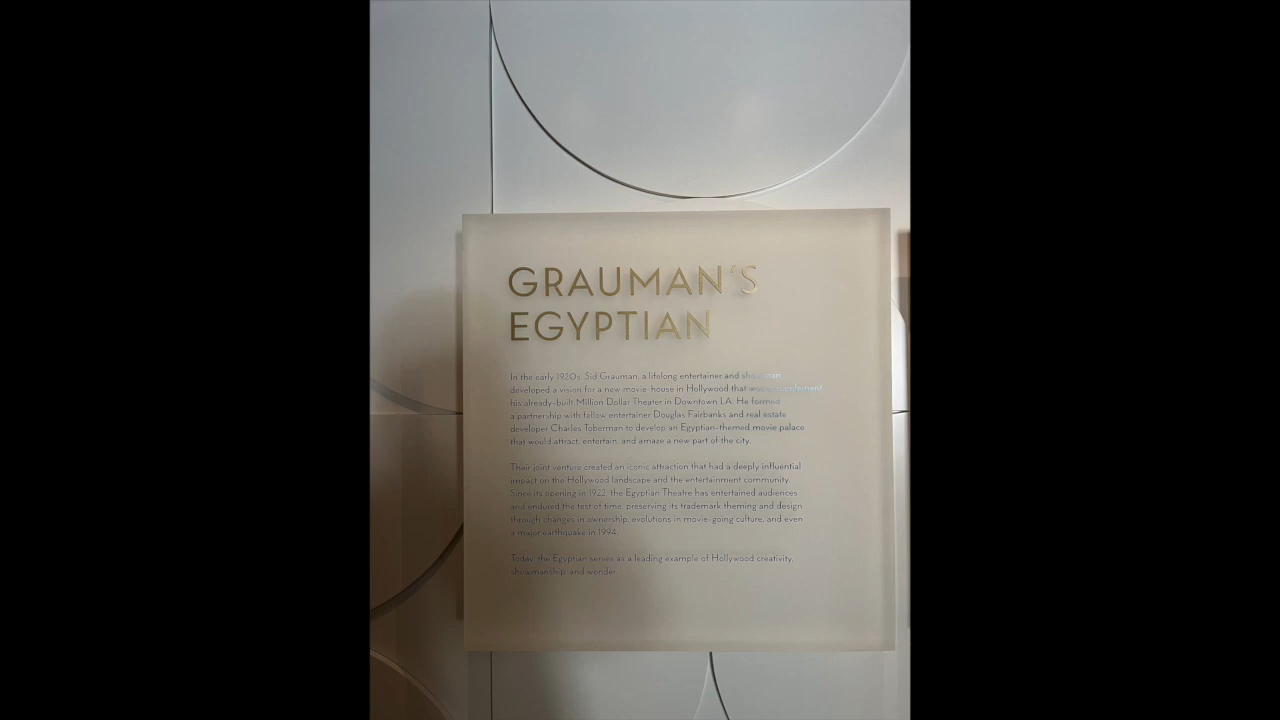 GRAUMAN'S
EGYPTIAN
In the early 1920s, Sid Grauman, a lifelong entertainer and showman,
developed a vision for a new movie-house in Hollywood that would supplement
his already-built Million Dollar Theater in Downtown LA. He formed
a partnership with fellow entertainer Douglas Fairbanks and real estate
developer Charles Toberman to develop an Egyptian-themed movie palace
that would attract, entertain, and amaze a new part of the city.
Their joint venture created an iconic attraction that had a deeply influential
impact on the Hollywood landscape and the entertainment community.
Since its opening in 1922, the Egyptian Theatre has entertained audiences
and endured the test of time, preserving its trademark theming and design
through changes in ownership, evolutions in movie-going culture, and even
a major earthquake in 1994.
Today, the Egyptian serves as a leading example of Hollywood creativity,
showmanship, and wonder.